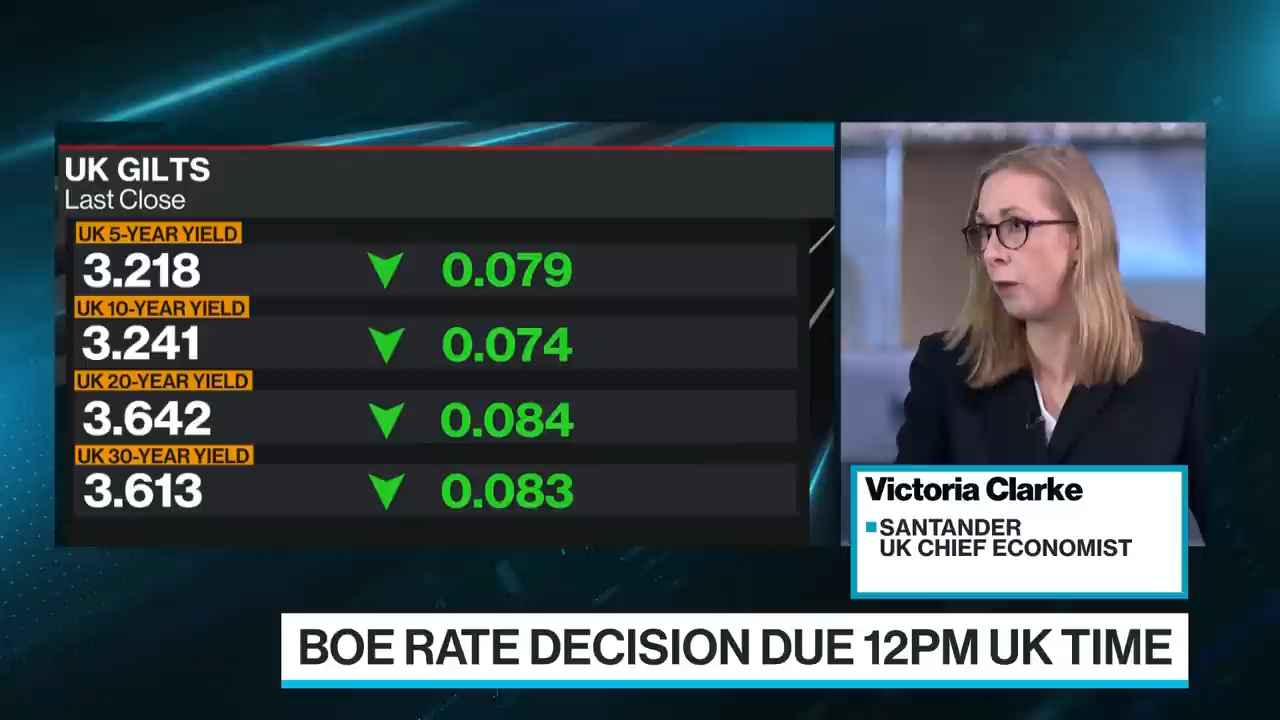 UK GILTS
Last Close
UK 5-YEAR YIELD
3.218 0.079
UK 10-YEAR YIELD
3.241 0.074
UK 20-YEAR YIELD
3.642 0.084
UK 30-YEAR YIELD
3.613 0.083
Victoria Clarke
SANTANDER
UK CHIEF ECONOMIST
BOE RATE DECISION DUE 12PM UK TIME